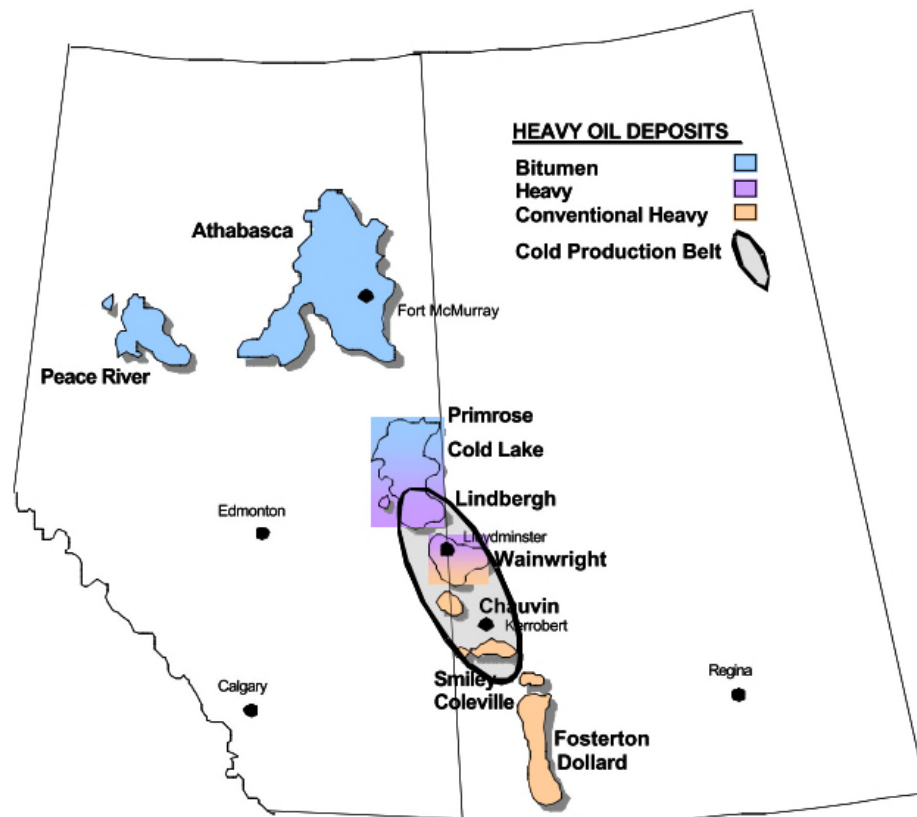 HEAVY OIL DEPOSITS
Bitumen
Heavy
Conventional Heavy
Cold Production Belt
Athabasca
Fort McMurray
Peace River
Primrose
Cold Lake
Lindbergh
Edmonton
Lloydminster
Wainwright
Chauvin
Kerrobert
Smiley
Coleville
Calgary
Regina
Fosterton
Dollard